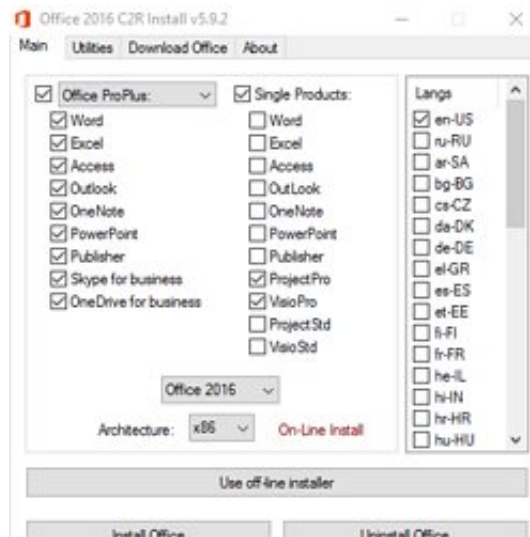 Office 2016 C2R Install v5.9.2
Main Utilities Download Office About
Office ProPlus:
Word
Excel
Access
Outlook
OneNote
PowerPoint
Publisher
Skype for business
OneDrive for business
Single Products:
Word
Excel
Access
OutLook
OneNote
PowerPoint
Publisher
ProjectPro
VisioPro
ProjectStd
VisioStd
Langs
en-US
ru-RU
ar-SA
bg-BG
cs-CZ
da-DK
de-DE
el-GR
es-ES
et-EE
fi-FI
fr-FR
he-IL
hi-IN
hr-HR
hu-HU
Office 2016
Architecture: x86 On-Line Install
Use off-line installer
Install Office Uninstall Office